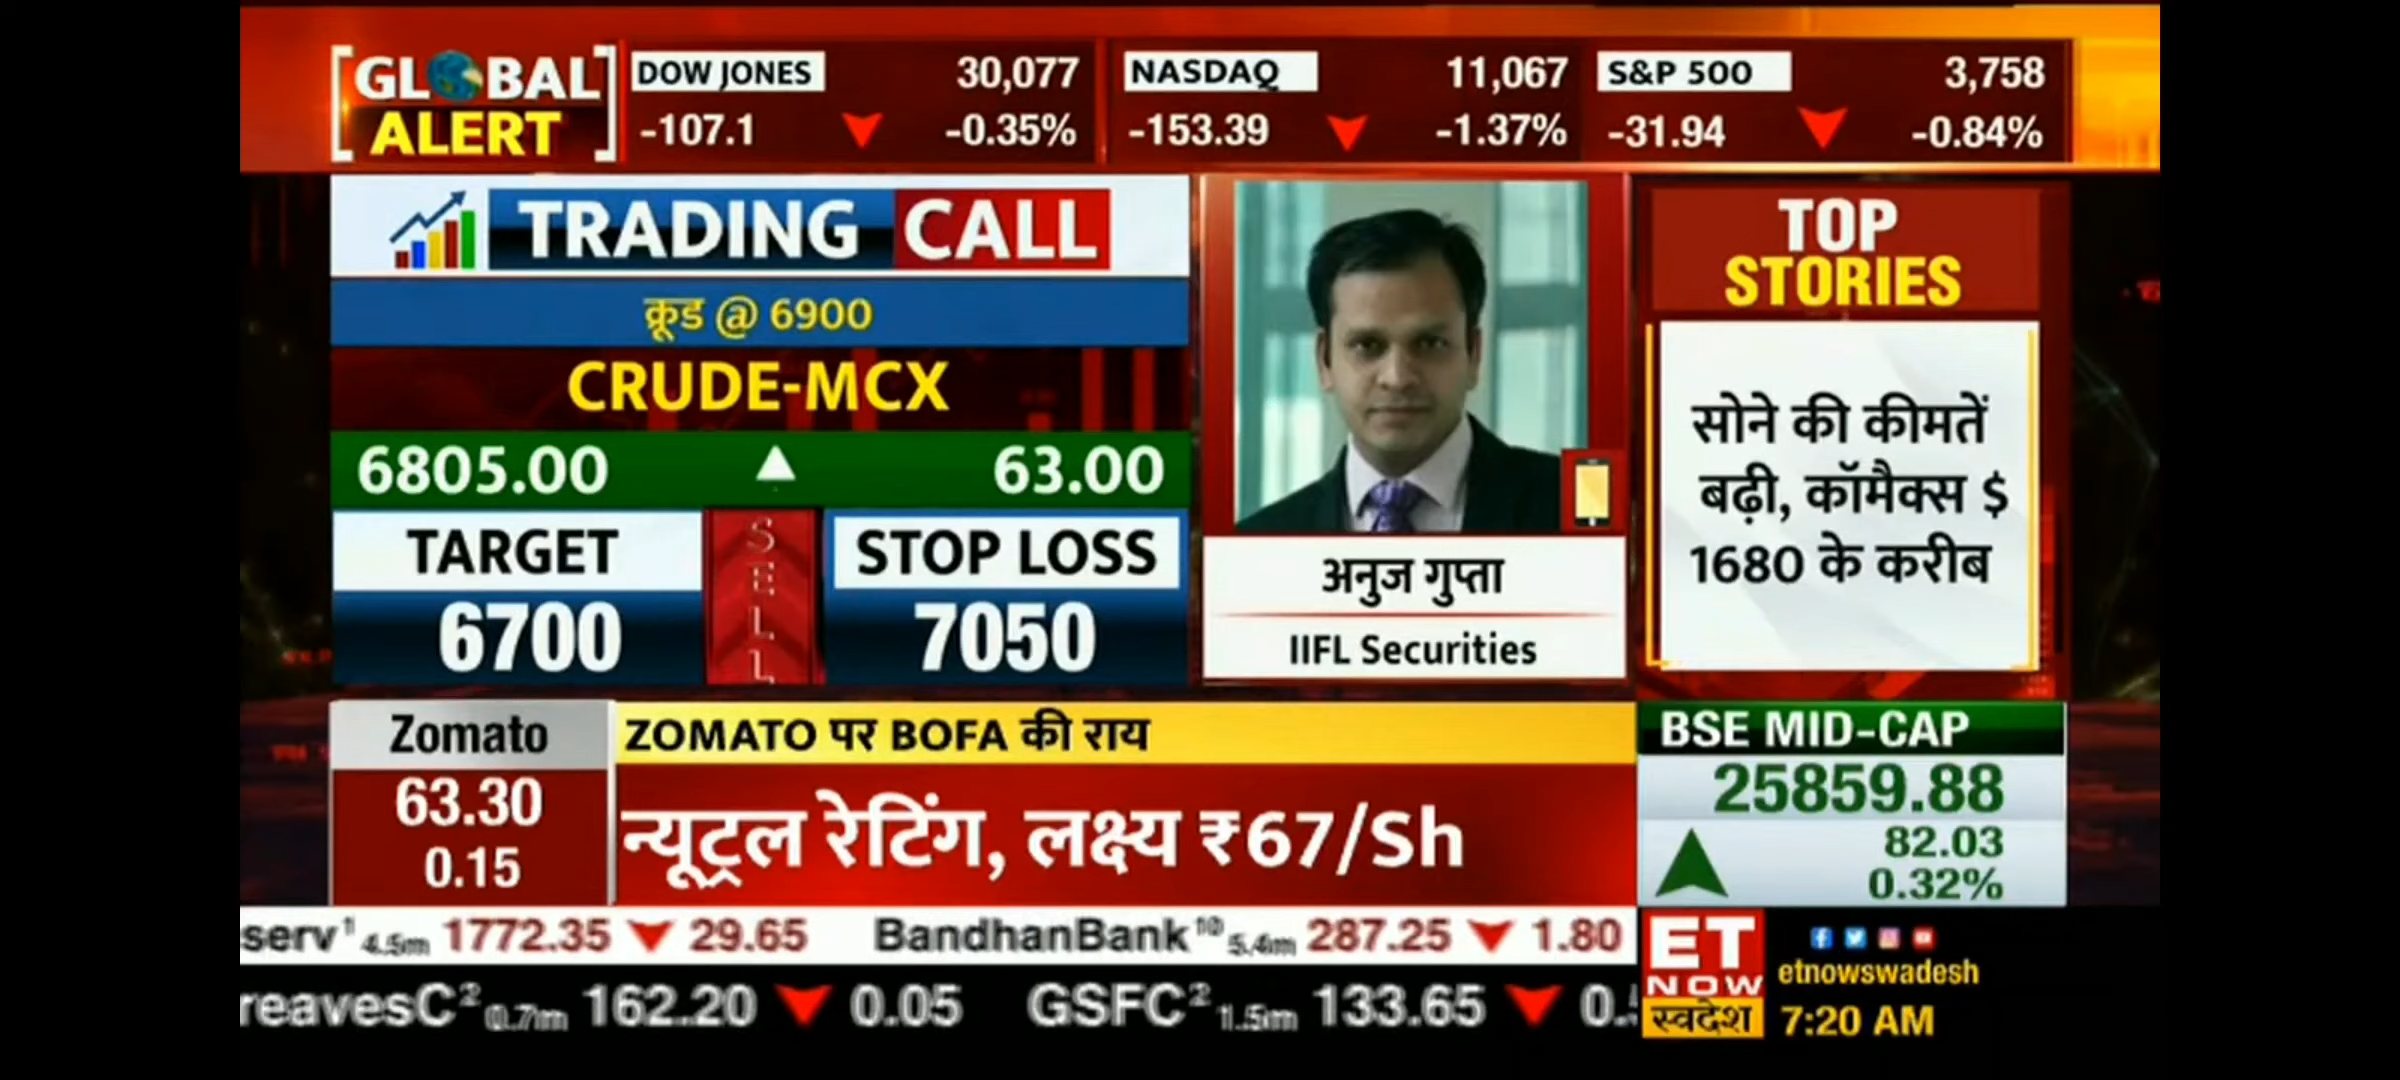 GLOBAL
ALERT
DOW JONES 30,077
-107.1 -0.35%
NASDAQ 11,067
-153.39 -1.37%
S&P 500 3,758
-31.94 -0.84%
TRADING CALL
क्रूड @ 6900
CRUDE-MCX
6805.00 63.00
TARGET
6700
SELL
STOP LOSS
7050
अनुज गुप्ता
IIFL Securities
TOP
STORIES
सोने की कीमतें
बढ़ी, कॉमैक्स $
1680 के करीब
Zomato
63.30
0.15
ZOMATO पर BOFA की राय
न्यूट्रल रेटिंग, लक्ष्य ₹67/Sh
BSE MID-CAP
25859.88
82.03
0.32%
serv¹ 4.5m 1772.35 29.65 BandhanBank¹⁰ 5.4m 287.25 1.80
reavesC² 0.7m 162.20 0.05 GSFC² 1.5m 133.65 0.
ET
NOW
स्वदेश
etnowswadesh
7:20 AM